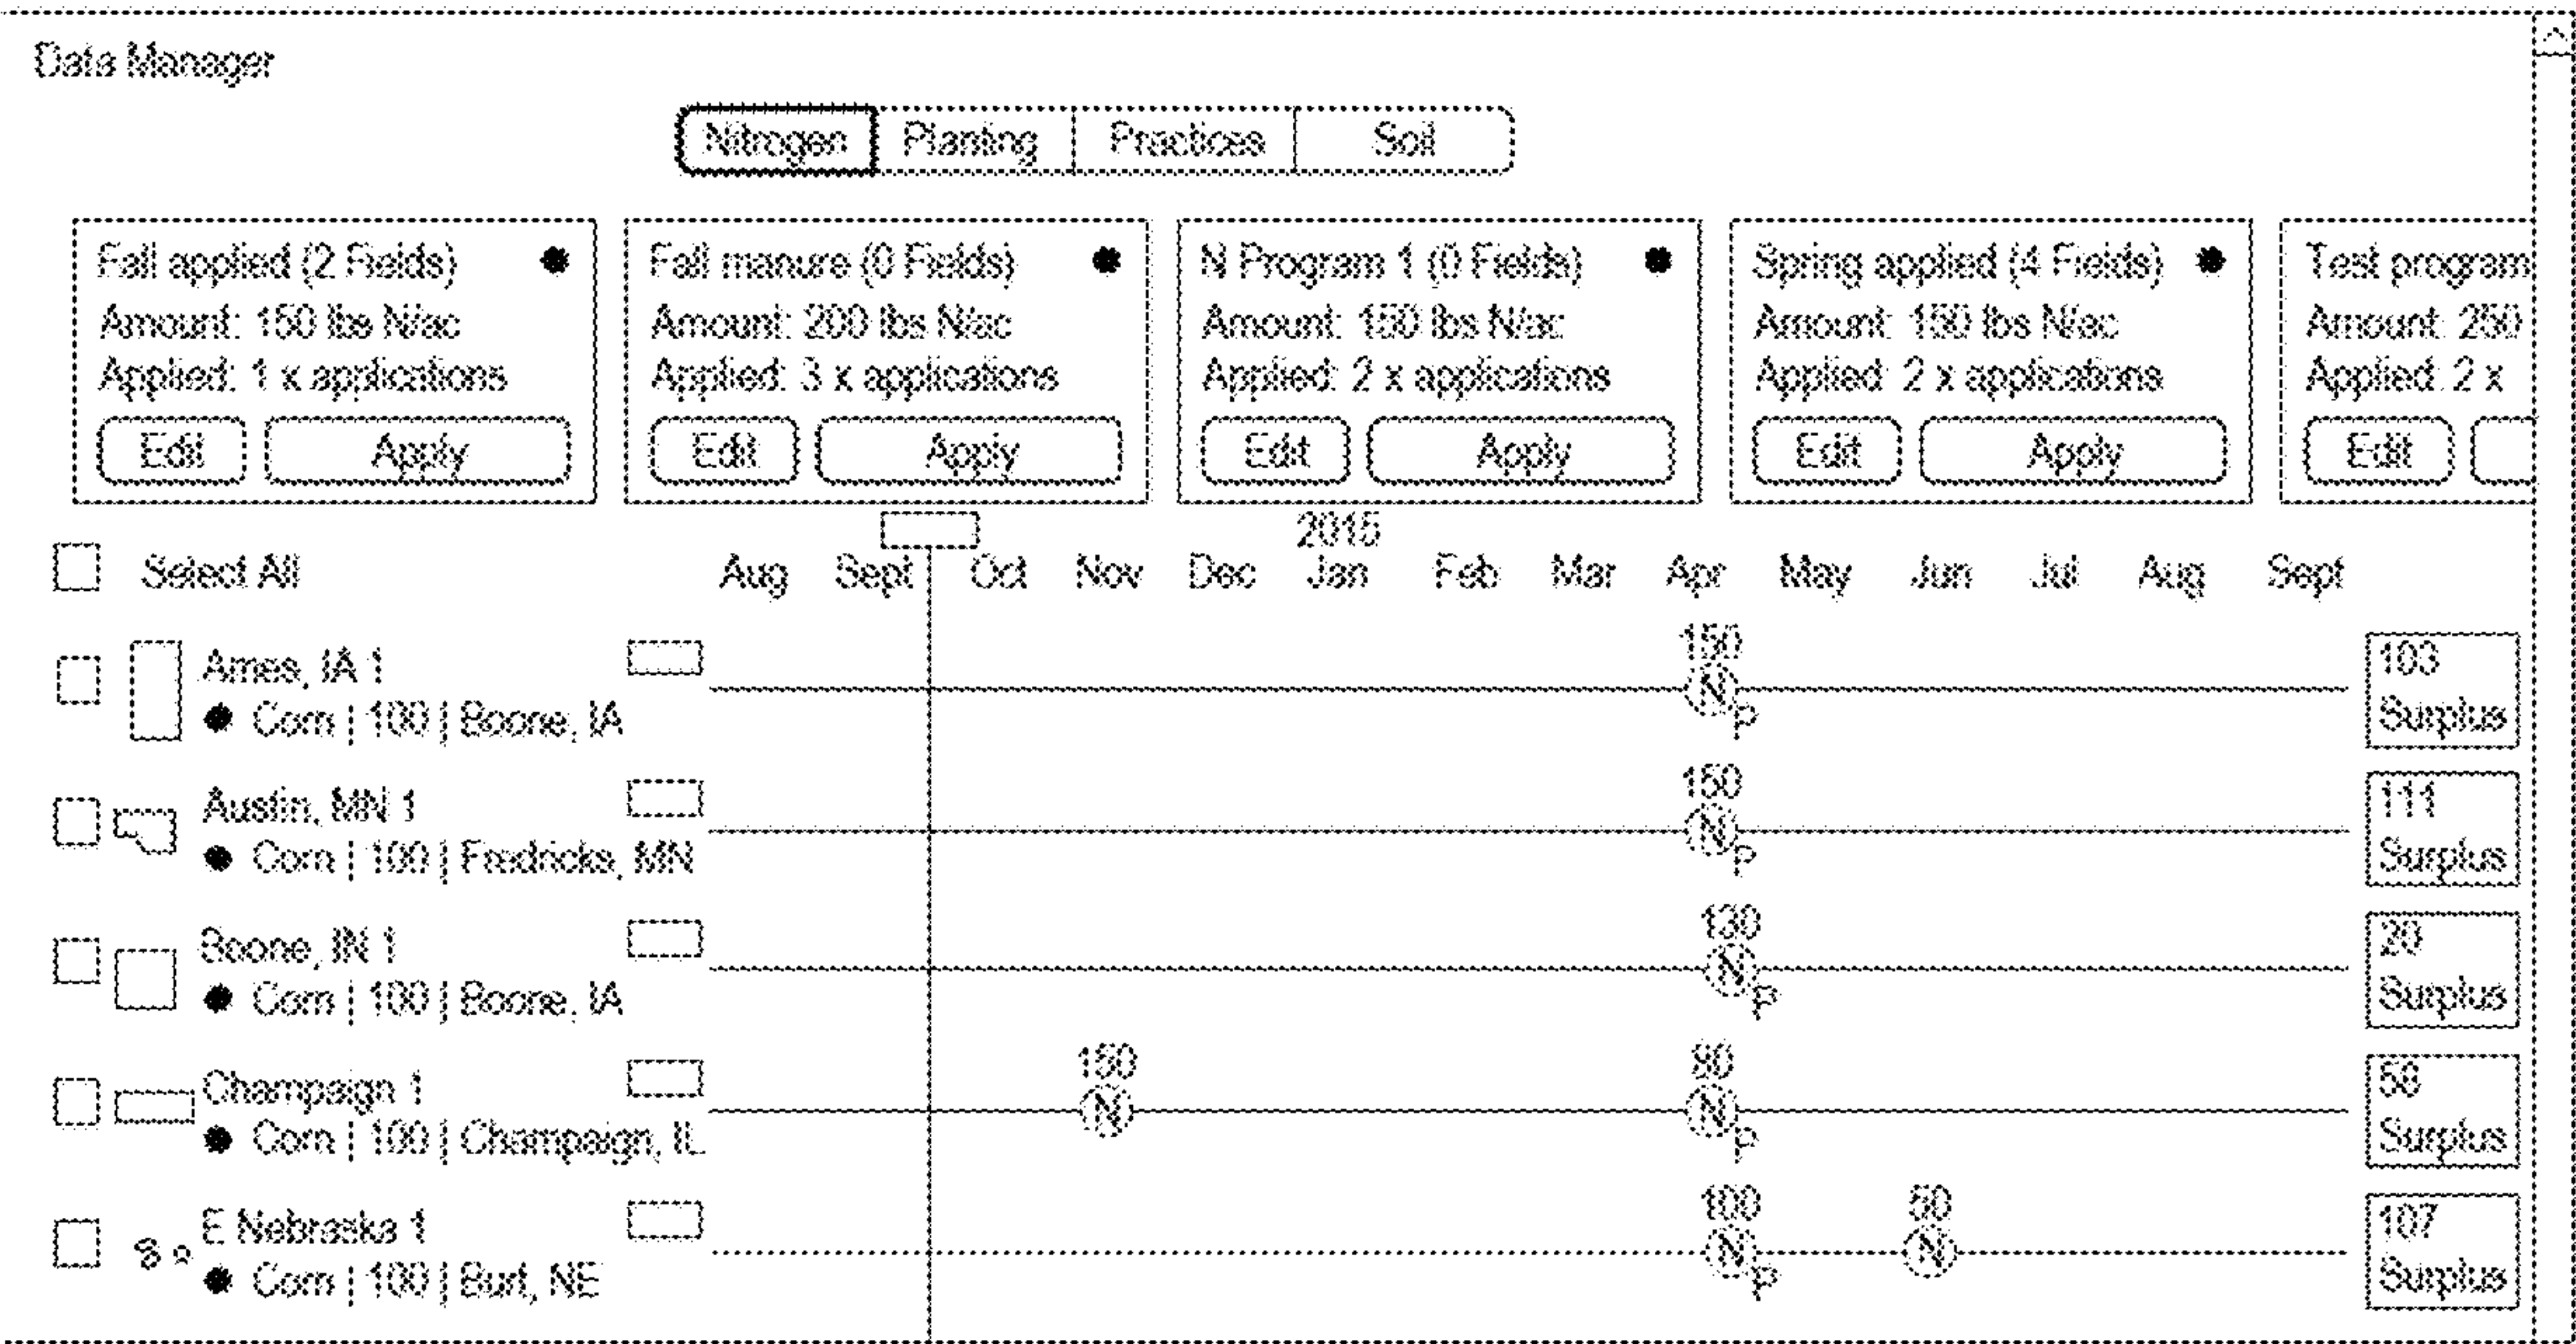 Data Manager
Nitrogen Planting Practices Soil
Fall applied (2 Fields)
Amount: 150 lbs N/ac
Applied: 1 x applications
Edit Apply
Fall manure (0 Fields)
Amount: 200 lbs N/ac
Applied: 3 x applications
Edit Apply
N Program 1 (0 Fields)
Amount: 150 lbs N/ac
Applied: 2 x applications
Edit Apply
Spring applied (4 Fields)
Amount: 150 lbs N/ac
Applied: 2 x applications
Edit Apply
Test program
Amount: 250
Applied: 2 x
Edit
2015
Select All Aug Sept Oct Nov Dec Jan Feb Mar Apr May Jun Jul Aug Sept
Ames, IA 1
Corn | 100 | Boone, IA
150
N
P
103
Surplus
Austin, MN 1
Corn | 100 | Fredricks, MN
150
N
P
111
Surplus
Boone, IN 1
Corn | 100 | Boone, IA
130
N
P
20
Surplus
Champaign 1
Corn | 100 | Champaign, IL
150
N
80
N
P
58
Surplus
E Nebraska 1
Corn | 100 | Burt, NE
100
N
P
50
N
107
Surplus